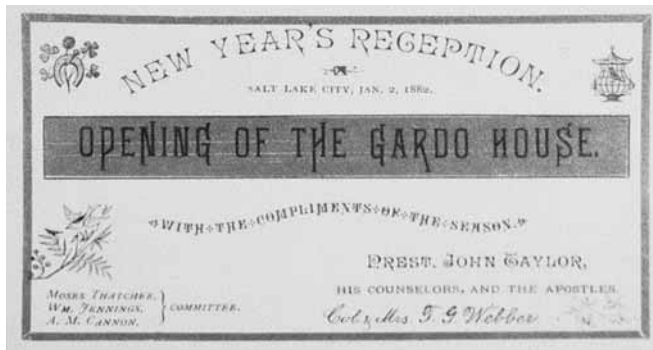 NEW YEAR'S RECEPTION.
SALT LAKE CITY, JAN. 2, 1882.
OPENING OF THE GARDO HOUSE.
WITH THE COMPLIMENTS OF THE SEASON.
PREST. JOHN TAYLOR,
HIS COUNSELORS, AND THE APOSTLES.
MOSES THATCHER,
WM. JENNINGS, } COMMITTEE.
A. M. CANNON.
Col & Mrs. T. G. Webber